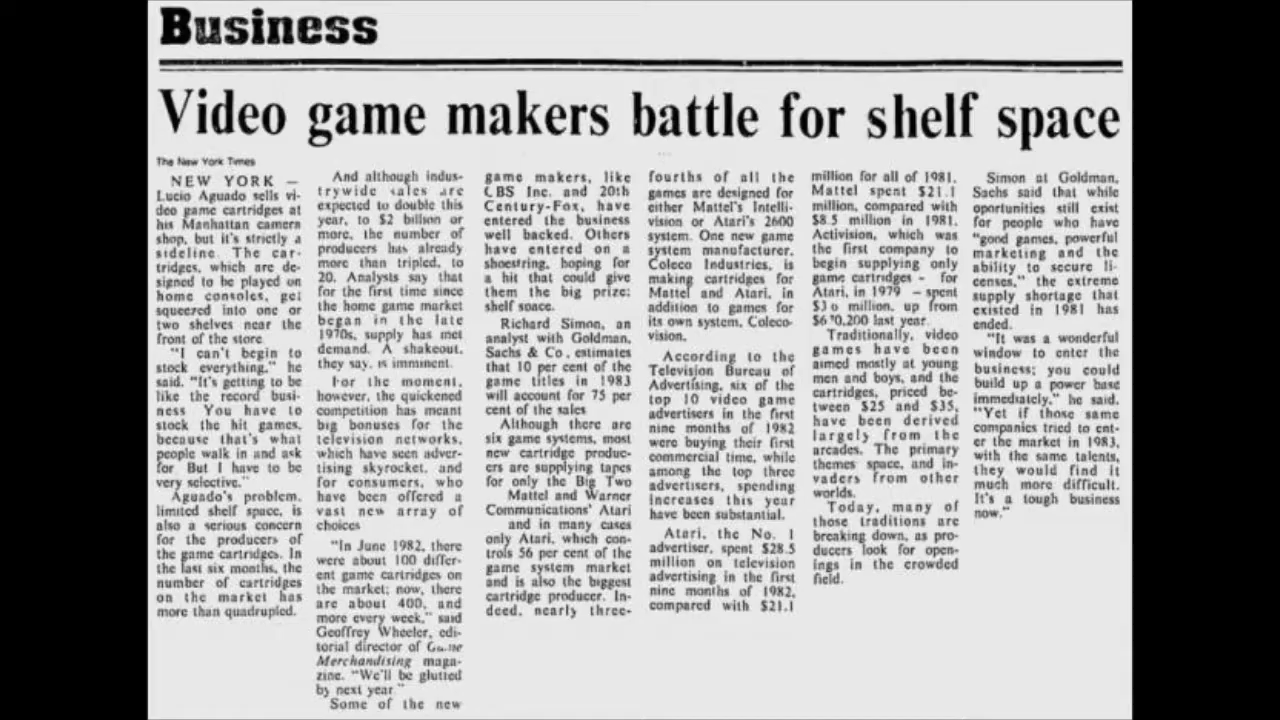 Business
Video game makers battle for shelf space
The New York Times
NEW YORK —
Lucio Aguado sells vi-
deo game cartridges at
his Manhattan camera
shop, but it's strictly a
sideline. The car-
tridges, which are de-
signed to be played on
home consoles, get
squeezed into one or
two shelves near the
front of the store.
"I can't begin to
stock everything," he
said. "It's getting to be
like the record busi-
ness You have to
stock the hit games,
because that's what
people walk in and ask
for. But I have to be
very selective."
Aguado's problem,
limited shelf space, is
also a serious concern
for the producers of
the game cartridges. In
the last six months, the
number of cartridges
on the market has
more than quadrupled.
And although indus-
trywide sales are
expected to double this
year, to $2 billion or
more, the number of
producers has already
more than tripled, to
20. Analysts say that
for the first time since
the home game market
began in the late
1970s, supply has met
demand. A shakeout,
they say, is imminent.
For the moment,
however, the quickened
competition has meant
big bonuses for the
television networks,
which have seen adver-
tising skyrocket, and
for consumers, who
have been offered a
vast new array of
choices
"In June 1982, there
were about 100 differ-
ent game cartridges on
the market; now, there
are about 400, and
more every week," said
Geoffrey Wheeler, edi-
torial director of Game
Merchandising maga-
zine. "We'll be glutted
by next year."
Some of the new
game makers, like
CBS Inc. and 20th
Century-Fox, have
entered the business
well backed. Others
have entered on a
shoestring, hoping for
a hit that could give
them the big prize:
shelf space.
Richard Simon, an
analyst with Goldman,
Sachs & Co., estimates
that 10 per cent of the
game titles in 1983
will account for 75 per
cent of the sales
Although there are
six game systems, most
new cartridge produc-
ers are supplying tapes
for only the Big Two
Mattel and Warner
Communications' Atari
and in many cases
only Atari, which con-
trols 56 per cent of the
game system market
and is also the biggest
cartridge producer. In-
deed, nearly three-
fourths of all the
games are designed for
either Mattel's Intelli-
vision or Atari's 2600
system. One new game
system manufacturer,
Coleco Industries, is
making cartridges for
Mattel and Atari, in
addition to games for
its own system, Coleco-
vision.
According to the
Television Bureau of
Advertising, six of the
top 10 video game
advertisers in the first
nine months of 1982
were buying their first
commercial time, while
among the top three
advertisers, spending
increases this year
have been substantial.
Atari, the No. 1
advertiser, spent $28.5
million on television
advertising in the first
nine months of 1982,
compared with $21.1
million for all of 1981.
Mattel spent $21.1
million, compared with
$8.5 million in 1981.
Activision, which was
the first company to
begin supplying only
game cartridges - for
Atari, in 1979 — spent
million, up from
last year.
Traditionally, video
games have been
aimed mostly at young
men and boys, and the
cartridges, priced be-
tween $25 and $35,
have been derived
largely from the
arcades. The primary
themes space, and in-
vaders from other
worlds.
Today, many of
those traditions are
breaking down, as pro-
ducers look for open-
ings in the crowded
field.
Simon at Goldman,
Sachs said that while
oportunities still exist
for people who have
"good games, powerful
marketing and the
ability to secure li-
censes," the extreme
supply shortage that
existed in 1981 has
ended.
"It was a wonderful
window to enter the
business; you could
build up a power base
immediately," he said.
"Yet if those same
companies tried to ent-
er the market in 1983,
with the same talents,
they would find it
much more difficult.
It's a tough business
now."